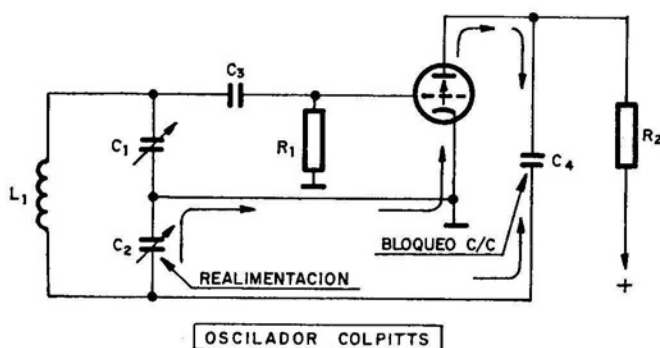 C3
C1
R1
R2
L1
C4
C2
BLOQUEO C/C
REALIMENTACION
+
OSCILADOR COLPITTS